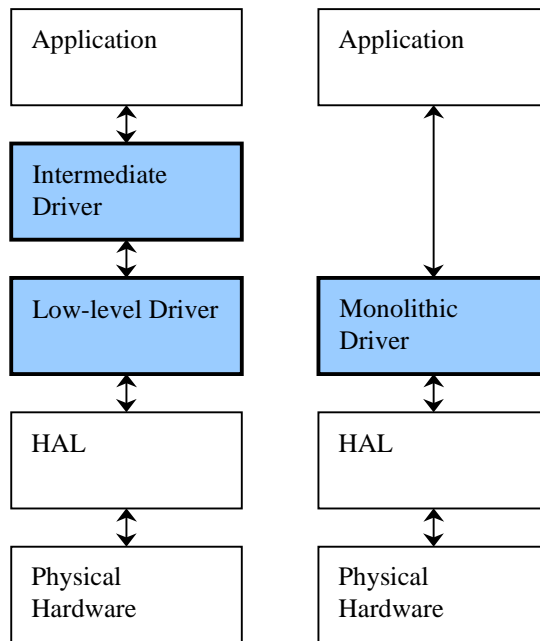 Application
Intermediate
Driver
Low-level Driver
HAL
Physical
Hardware
Application
Monolithic
Driver
HAL
Physical
Hardware